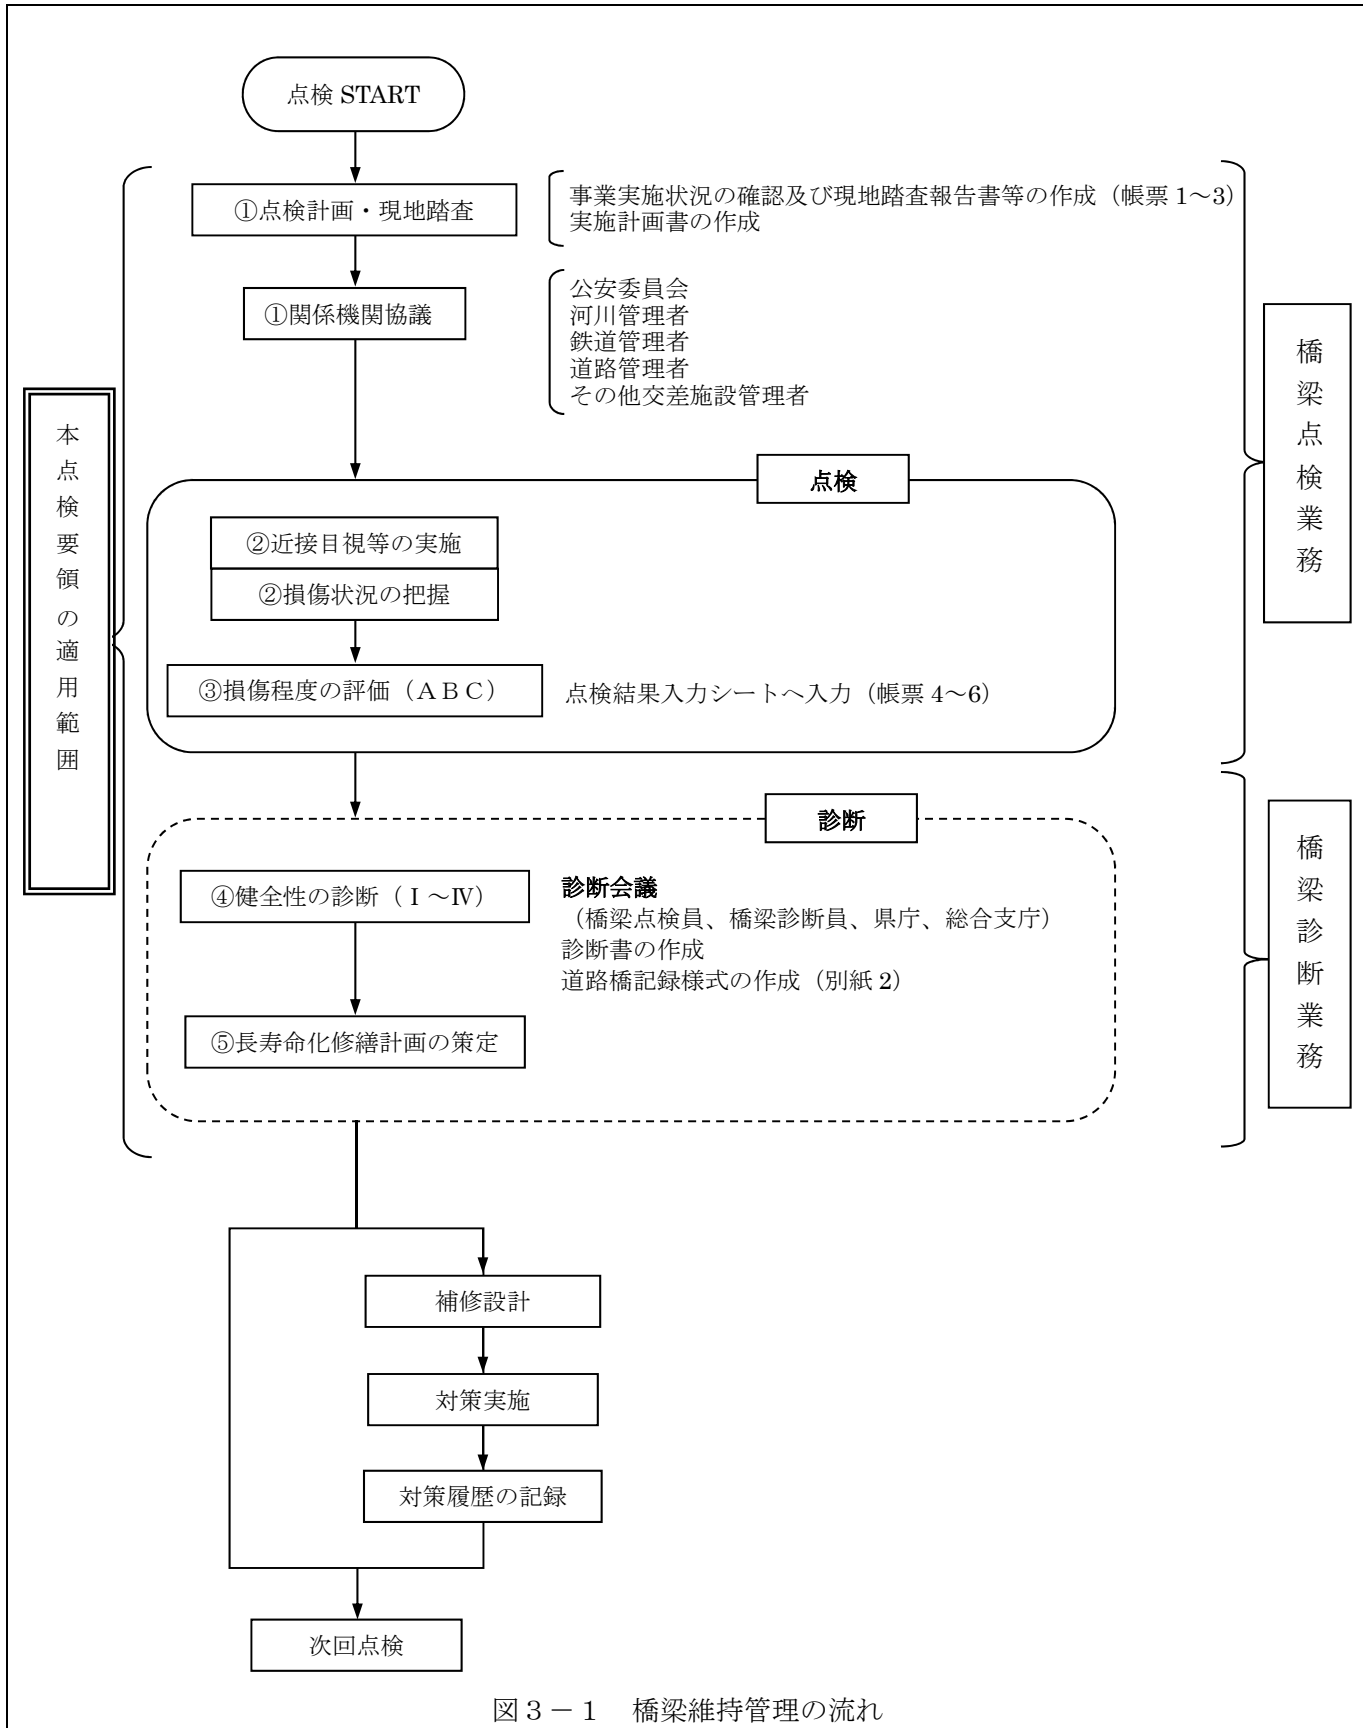 点検 START
①点検計画・現地踏査
事業実施状況の確認及び現地踏査報告書等の作成（帳票 1～3）
実施計画書の作成
①関係機関協議
公安委員会
河川管理者
鉄道管理者
道路管理者
その他交差施設管理者
本点検要領の適用範囲
橋梁点検業務
点検
②近接目視等の実施
②損傷状況の把握
③損傷程度の評価（ＡＢＣ）
点検結果入力シートへ入力（帳票 4～6）
診断
④健全性の診断（Ⅰ～Ⅳ）
診断会議
（橋梁点検員、橋梁診断員、県庁、総合支庁）
診断書の作成
道路橋記録様式の作成（別紙 2）
⑤長寿命化修繕計画の策定
橋梁診断業務
補修設計
対策実施
対策履歴の記録
次回点検
図３－１　橋梁維持管理の流れ